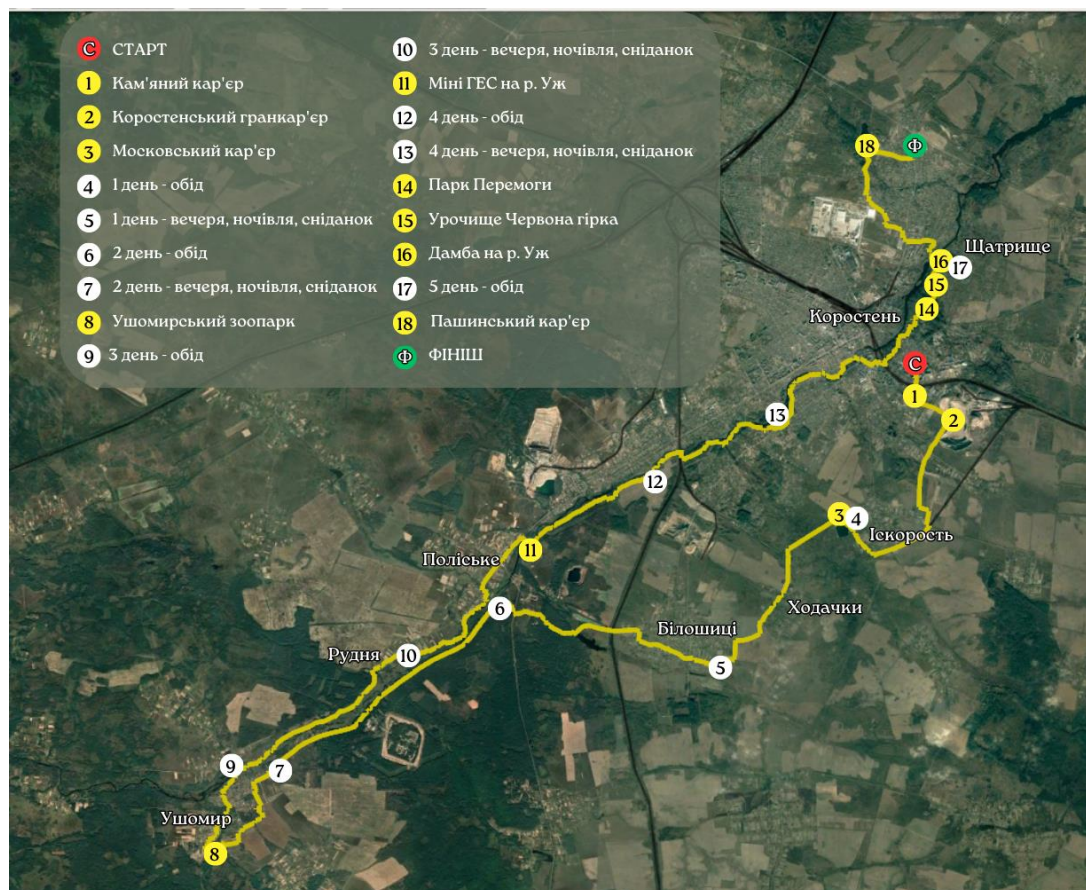 С СТАРТ
1 Кам'яний кар'єр
2 Коростенський гранкар'єр
3 Московський кар'єр
4 1 день - обід
5 1 день - вечеря, ночівля, сніданок
6 2 день - обід
7 2 день - вечеря, ночівля, сніданок
8 Ушомирський зоопарк
9 3 день - обід
10 3 день - вечеря, ночівля, сніданок
11 Міні ГЕС на р. Уж
12 4 день - обід
13 4 день - вечеря, ночівля, сніданок
14 Парк Перемоги
15 Урочище Червона гірка
16 Дамба на р. Уж
17 5 день - обід
18 Пашинський кар'єр
Ф ФІНІШ
18 Ф
Щатрище
16 17
15
Коростень 14
С
1
13 2
12
3 4
Іскорость
Поліське 11
6 Ходачки
Білошиці
Рудня 10 5
9 7
Ушомир
8